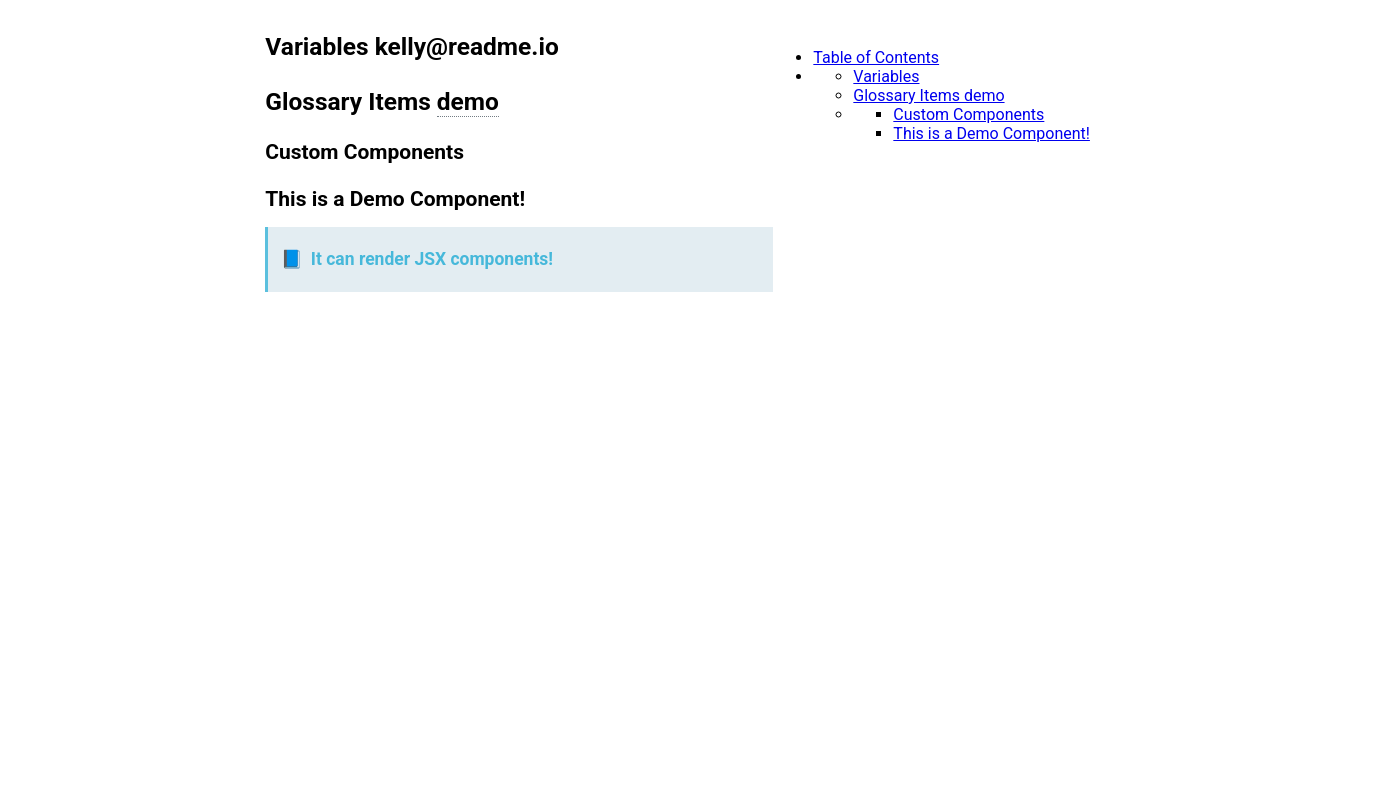 Variables kelly@readme.io
Glossary Items demo
Custom Components
This is a Demo Component!
📘 It can render JSX components!
Table of Contents
Variables
Glossary Items demo
Custom Components
This is a Demo Component!